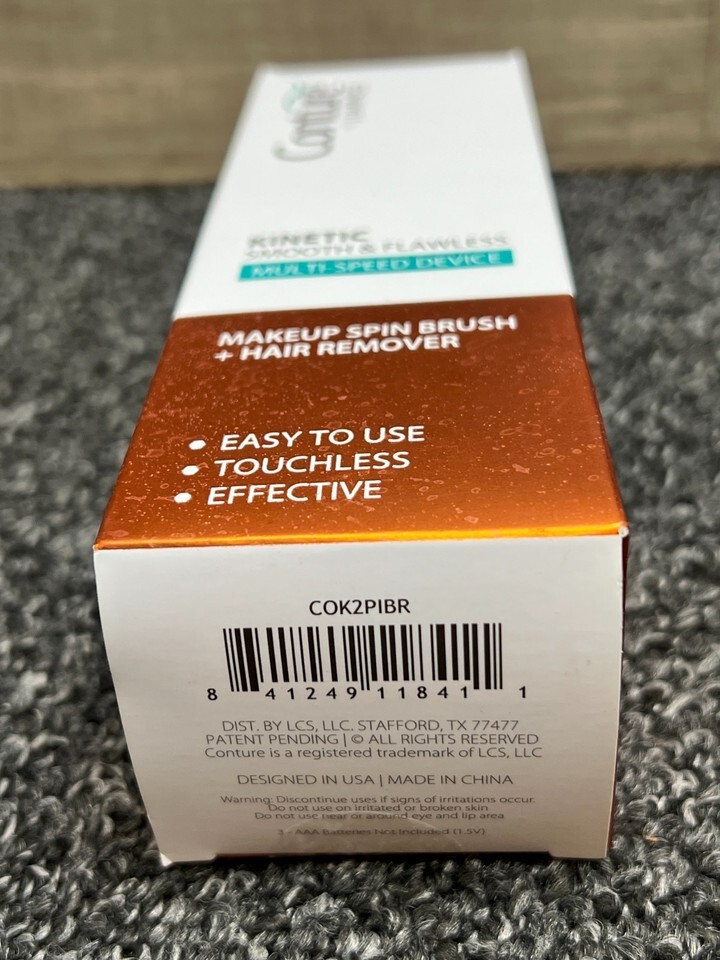 Conture
KINETIC
SMOOTH & FLAWLESS
MULTI-SPEED DEVICE
MAKEUP SPIN BRUSH
+ HAIR REMOVER
• EASY TO USE
• TOUCHLESS
• EFFECTIVE
COK2PIBR
8 41249 11841 1
DIST. BY LCS, LLC. STAFFORD, TX 77477
PATENT PENDING | © ALL RIGHTS RESERVED
Conture is a registered trademark of LCS, LLC
DESIGNED IN USA | MADE IN CHINA
Warning: Discontinue uses if signs of irritations occur.
Do not use on irritated or broken skin
Do not use near or around eye and lip area
3 - AAA Batteries Not Included (1.5V)